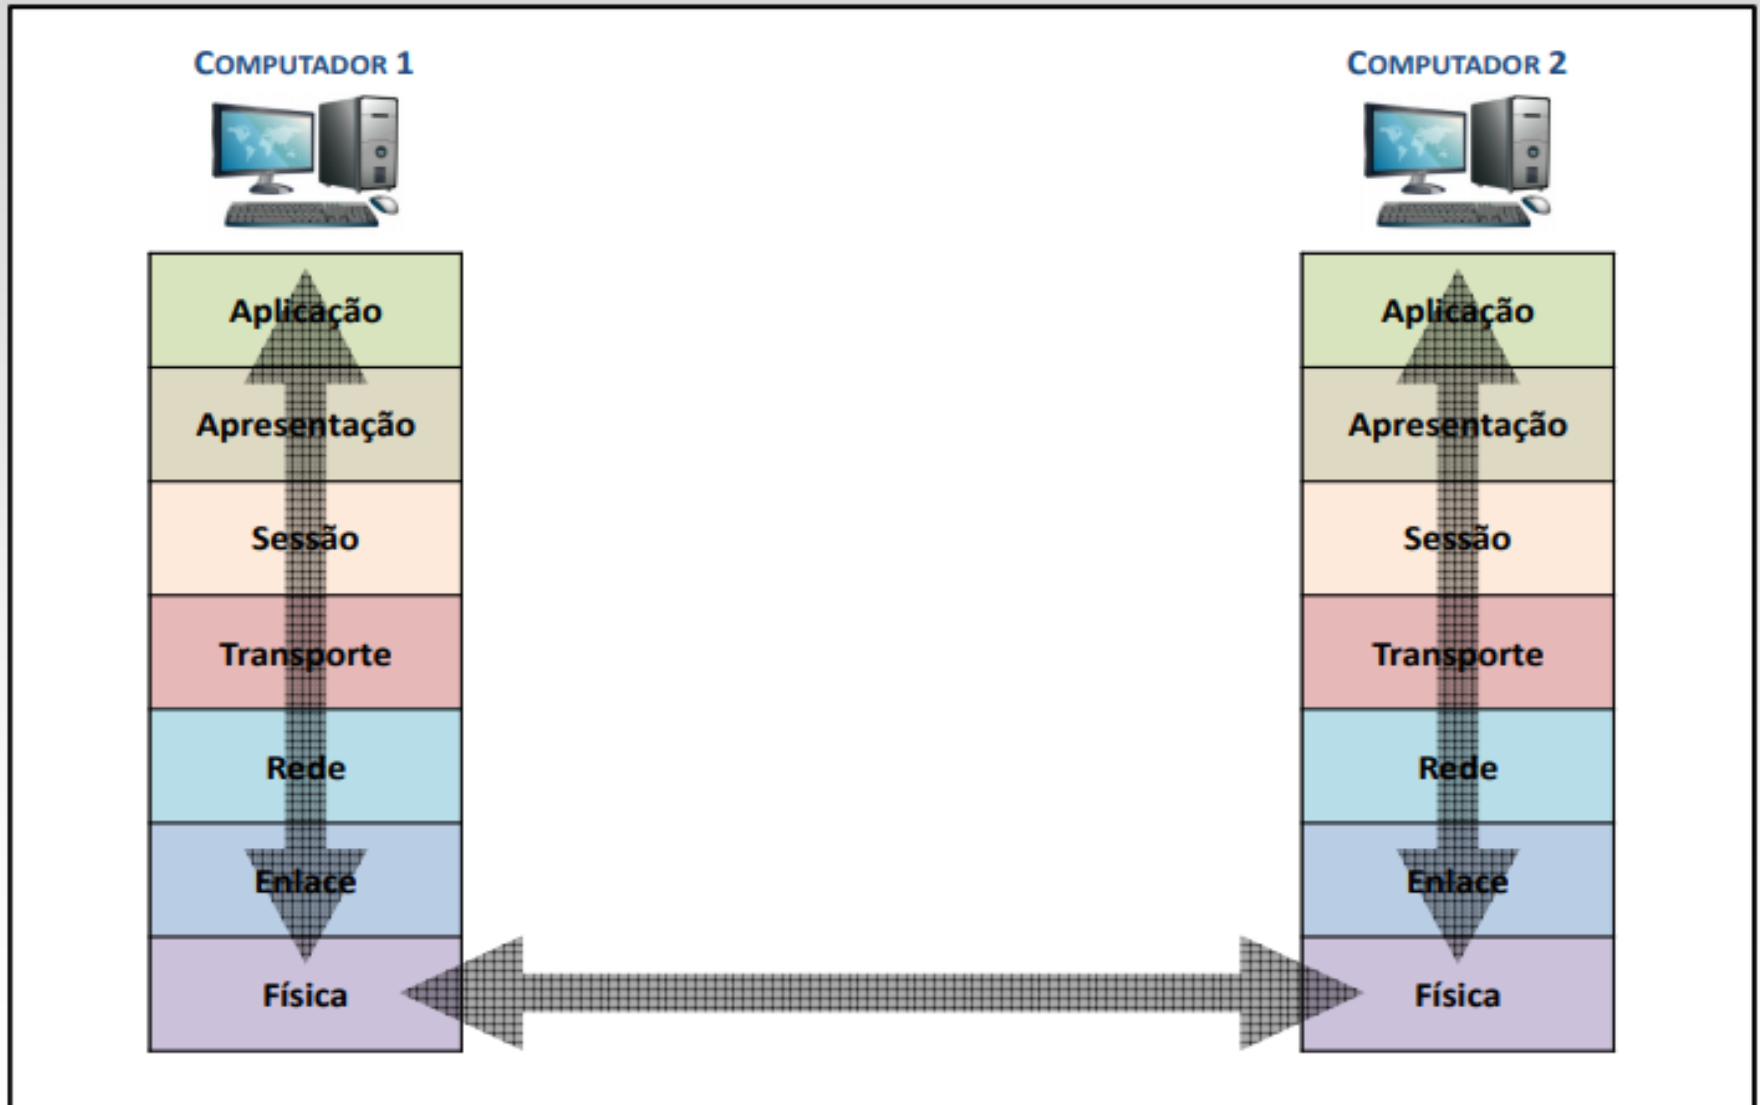 COMPUTADOR 1
Aplicação
Apresentação
Sessão
Transporte
Rede
Enlace
Física
COMPUTADOR 2
Aplicação
Apresentação
Sessão
Transporte
Rede
Enlace
Física